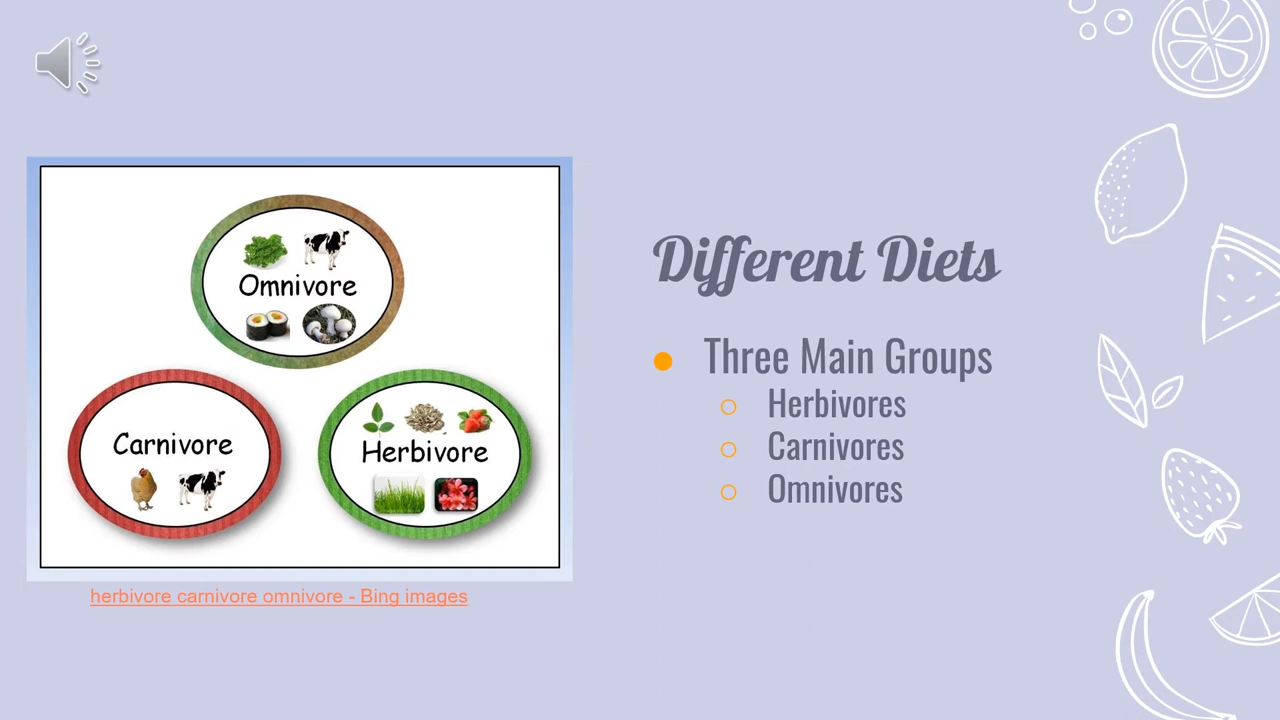 Omnivore
Carnivore
Herbivore
herbivore carnivore omnivore - Bing images
Different Diets
Three Main Groups
Herbivores
Carnivores
Omnivores